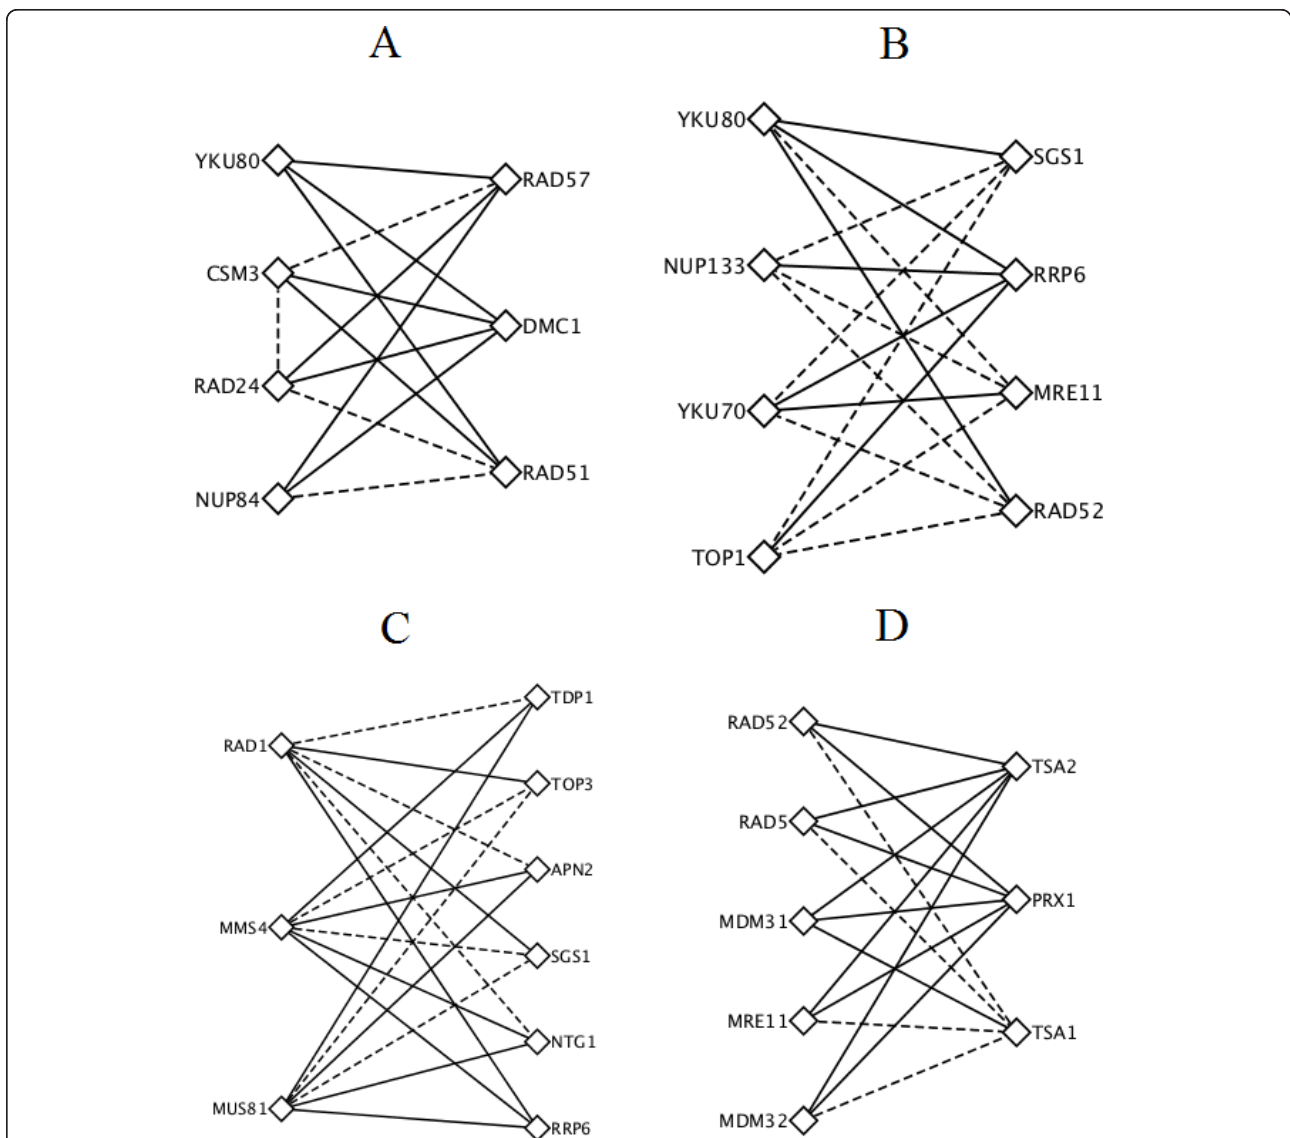 A
YKU80
RAD57
CSM3
DMC1
RAD24
RAD51
NUP84
B
YKU80
SGS1
NUP133
RRP6
YKU70
MRE11
RAD52
TOP1
C
TDP1
RAD1
TOP3
APN2
MMS4
SGS1
NTG1
MUS81
RRP6
D
RAD52
TSA2
RAD5
PRX1
MDM31
MRE11
TSA1
MDM32